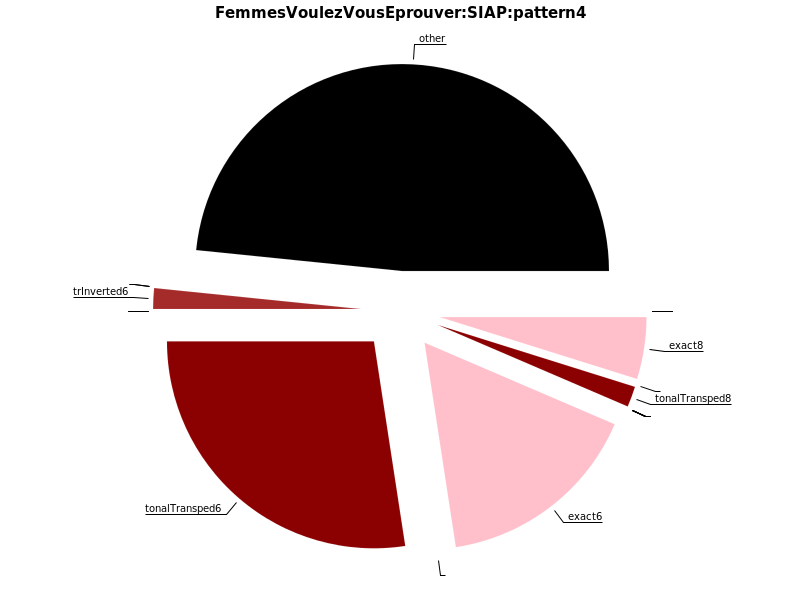 FemmesVoulezVousEprouver:SIAP:pattern4
other
trInverted6
exact8
tonalTransped8
tonalTransped6
exact6